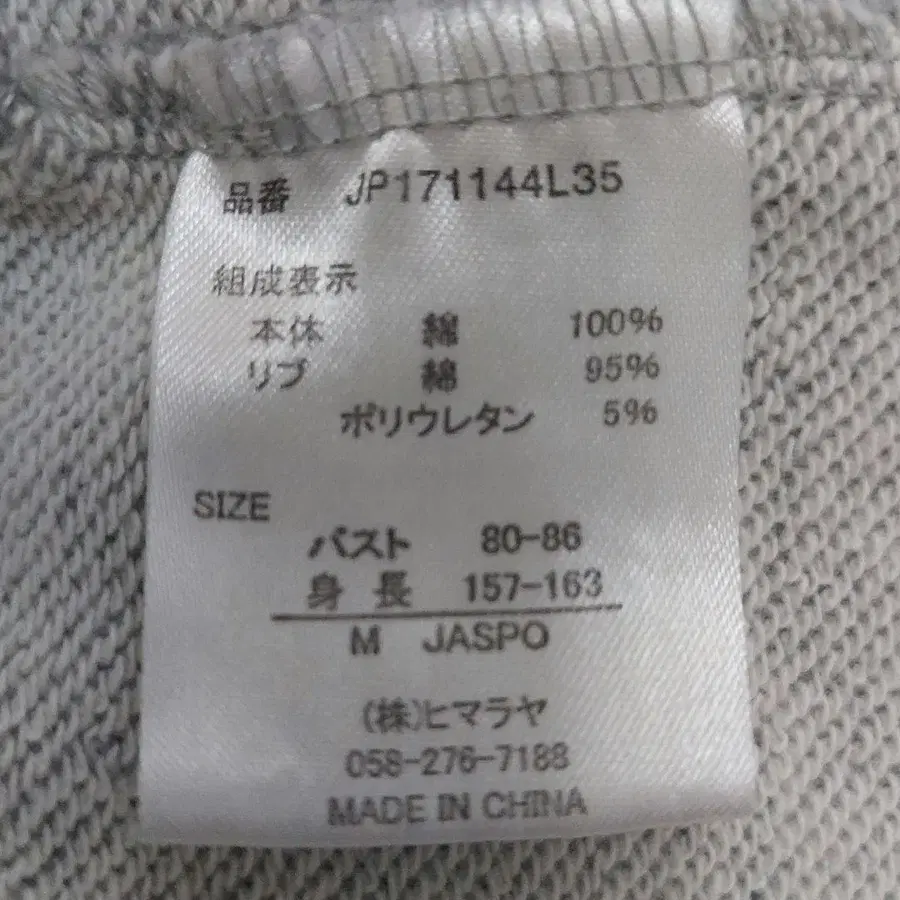 品番 JP171144L35
組成表示
本体 綿 100%
リブ 綿 95%
ポリウレタン 5%
SIZE
バスト 80-86
身長 157-163
M JASPO
(株)ヒマラヤ
058-276-7188
MADE IN CHINA